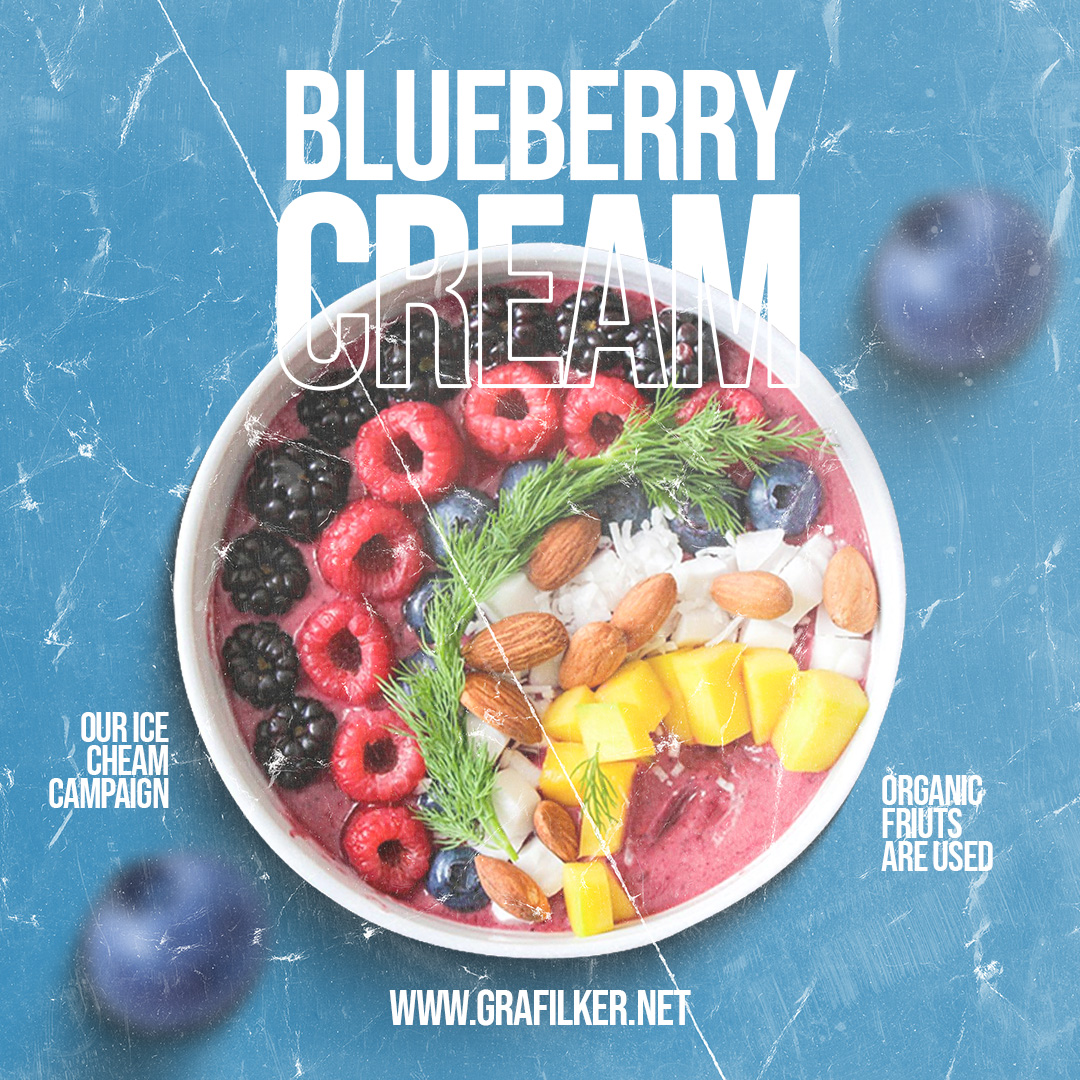 BLUEBERRY
CREAM
OUR ICE
CHEAM
CAMPAIGN
ORGANIC
FRIUTS
ARE USED
WWW.GRAFILKER.NET